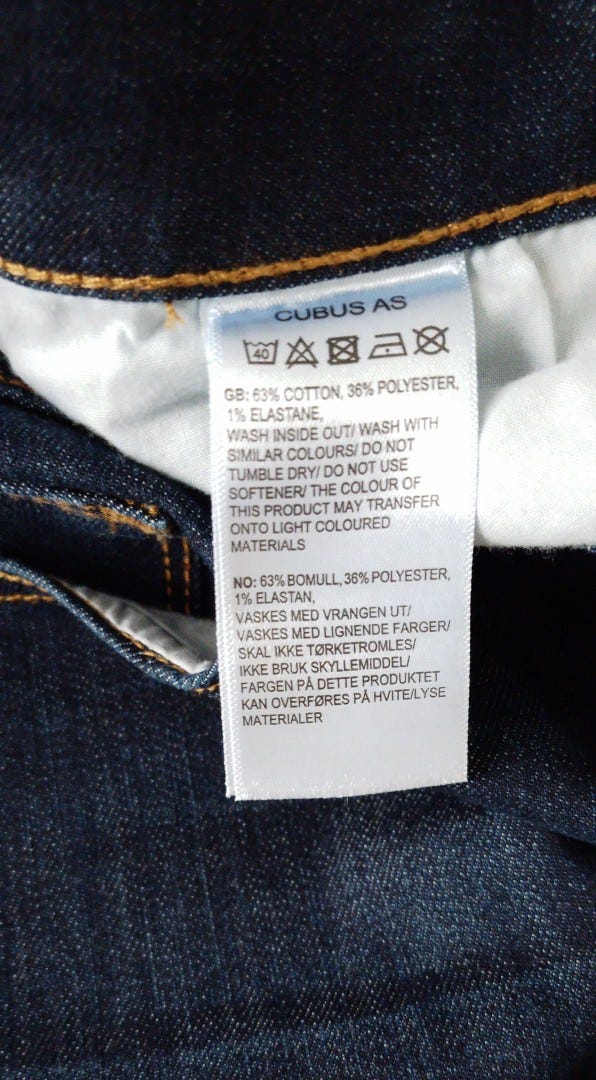 CUBUS AS
40
GB: 63% COTTON, 36% POLYESTER,
1% ELASTANE,
WASH INSIDE OUT/ WASH WITH
SIMILAR COLOURS/ DO NOT
TUMBLE DRY/ DO NOT USE
SOFTENER/ THE COLOUR OF
THIS PRODUCT MAY TRANSFER
ONTO LIGHT COLOURED
MATERIALS
NO: 63% BOMULL, 36% POLYESTER,
1% ELASTAN,
VASKES MED VRANGEN UT/
VASKES MED LIGNENDE FARGER/
SKAL IKKE TØRKETROMLES/
IKKE BRUK SKYLLEMIDDEL/
FARGEN PÅ DETTE PRODUKTET
KAN OVERFØRES PÅ HVITE/LYSE
MATERIALER